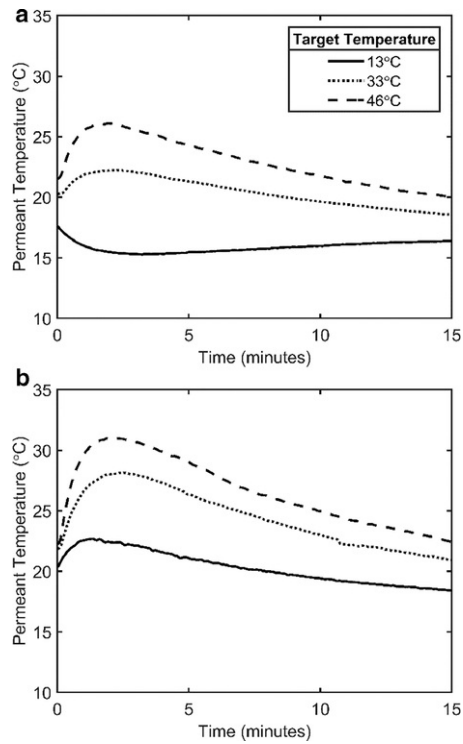 a
35
30
25
20
15
10
Permeant Temperature (°C)
Target Temperature
13°C
33°C
46°C
0
5
10
15
Time (minutes)
b
35
30
25
20
15
10
Permeant Temperature (°C)
0
5
10
15
Time (minutes)